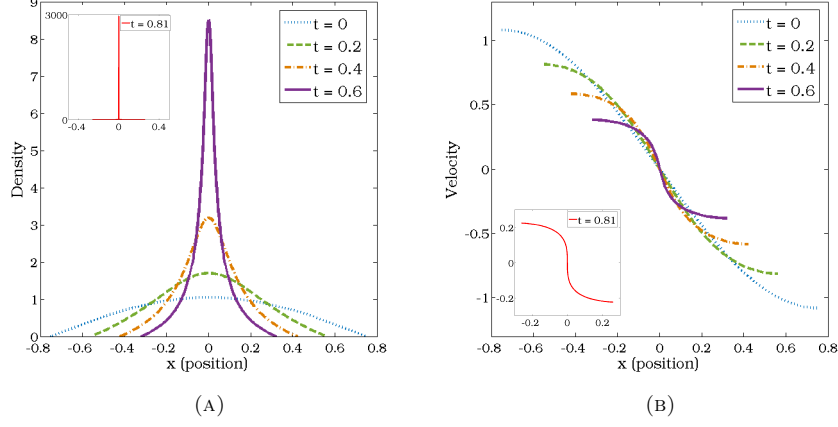 9
8
7
6
5
4
3
2
1
0
-0.8 -0.6 -0.4 -0.2 0 0.2 0.4 0.6 0.8
Density
x (position)
t = 0
t = 0.2
t = 0.4
t = 0.6
3000
0
-0.4 0 0.4
t = 0.81
(A)
1
0.5
0
-0.5
-1
-0.8 -0.6 -0.4 -0.2 0 0.2 0.4 0.6 0.8
Velocity
x (position)
t = 0
t = 0.2
t = 0.4
t = 0.6
0.2
0
-0.2
-0.2 0 0.2
t = 0.81
(B)